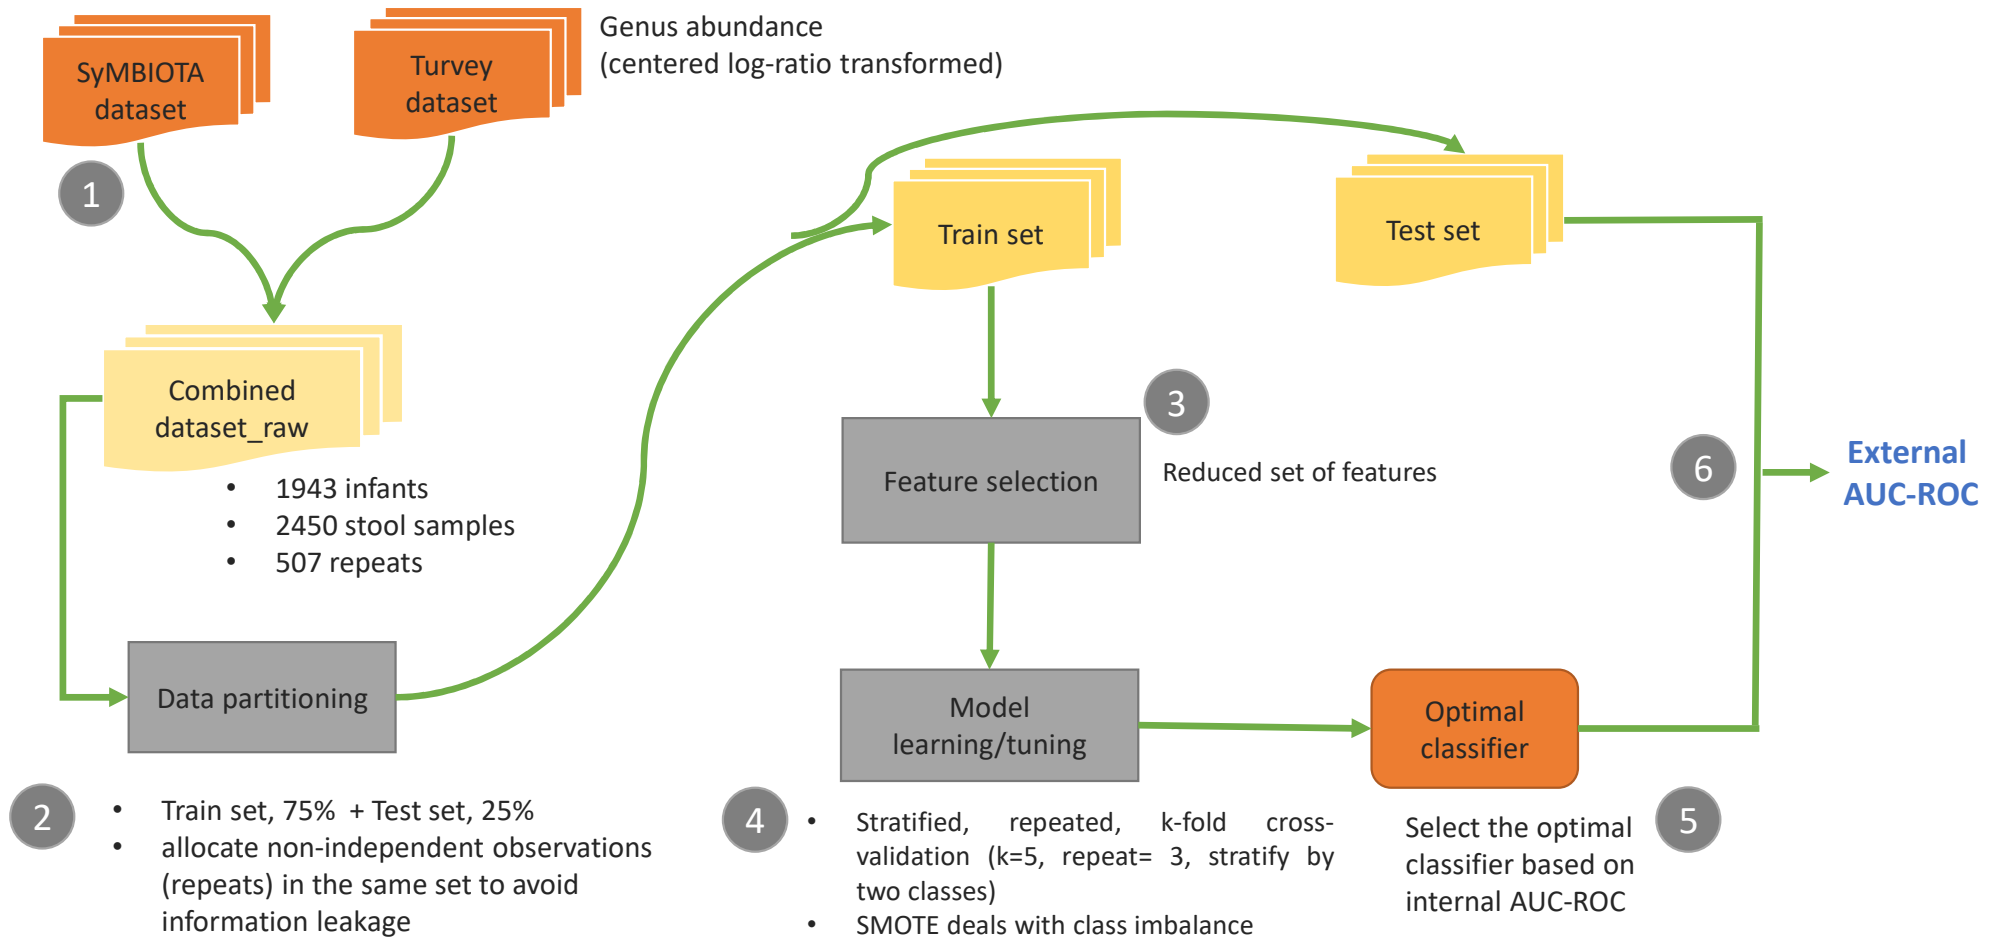 SyMBIOTA
dataset
Turvey
dataset
Genus abundance
(centered log-ratio transformed)
1
Combined
dataset_raw
• 1943 infants
• 2450 stool samples
• 507 repeats
Data partitioning
2
• Train set, 75% + Test set, 25%
• allocate non-independent observations
(repeats) in the same set to avoid
information leakage
Train set
Test set
3
Feature selection
Reduced set of features
Model
learning/tuning
4
• Stratified, repeated, k-fold cross-
validation (k=5, repeat= 3, stratify by
two classes)
• SMOTE deals with class imbalance
Optimal
classifier
5
Select the optimal
classifier based on
internal AUC-ROC
6
External
AUC-ROC